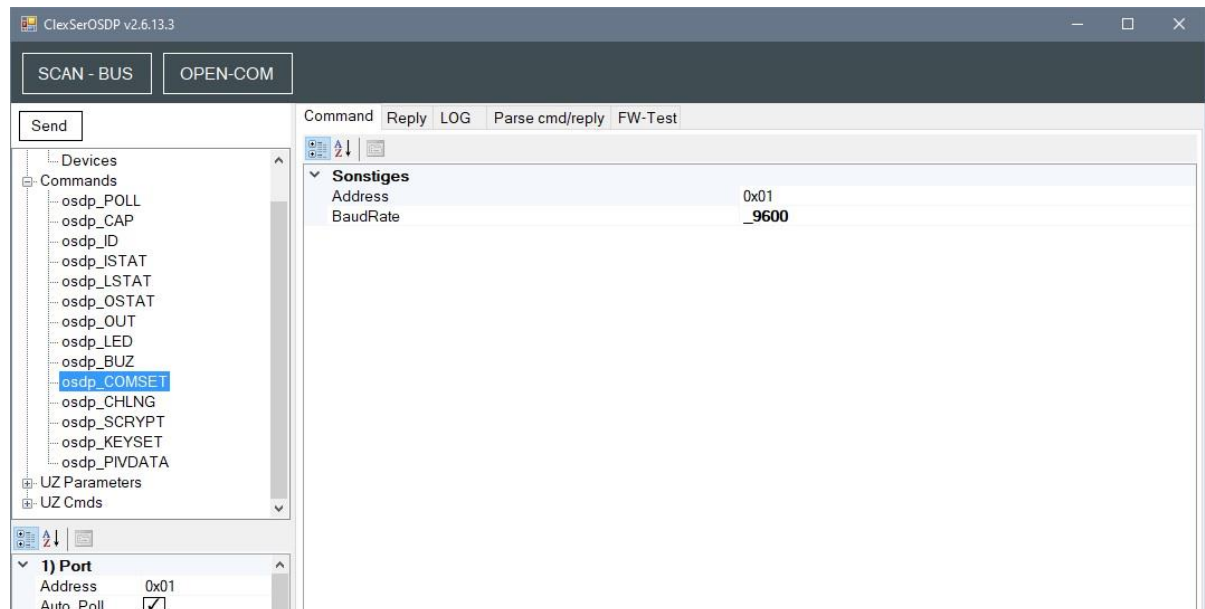 ClexSerOSDP v2.6.13.3
SCAN - BUS OPEN-COM
Send
Devices
Commands
osdp_POLL
osdp_CAP
osdp_ID
osdp_ISTAT
osdp_LSTAT
osdp_OSTAT
osdp_OUT
osdp_LED
osdp_BUZ
osdp_COMSET
osdp_CHLNG
osdp_SCRYPT
osdp_KEYSET
osdp_PIVDATA
UZ Parameters
UZ Cmds
1) Port
Address 0x01
Auto_Poll
Command Reply LOG Parse cmd/reply FW-Test
Sonstiges
Address 0x01
BaudRate _9600